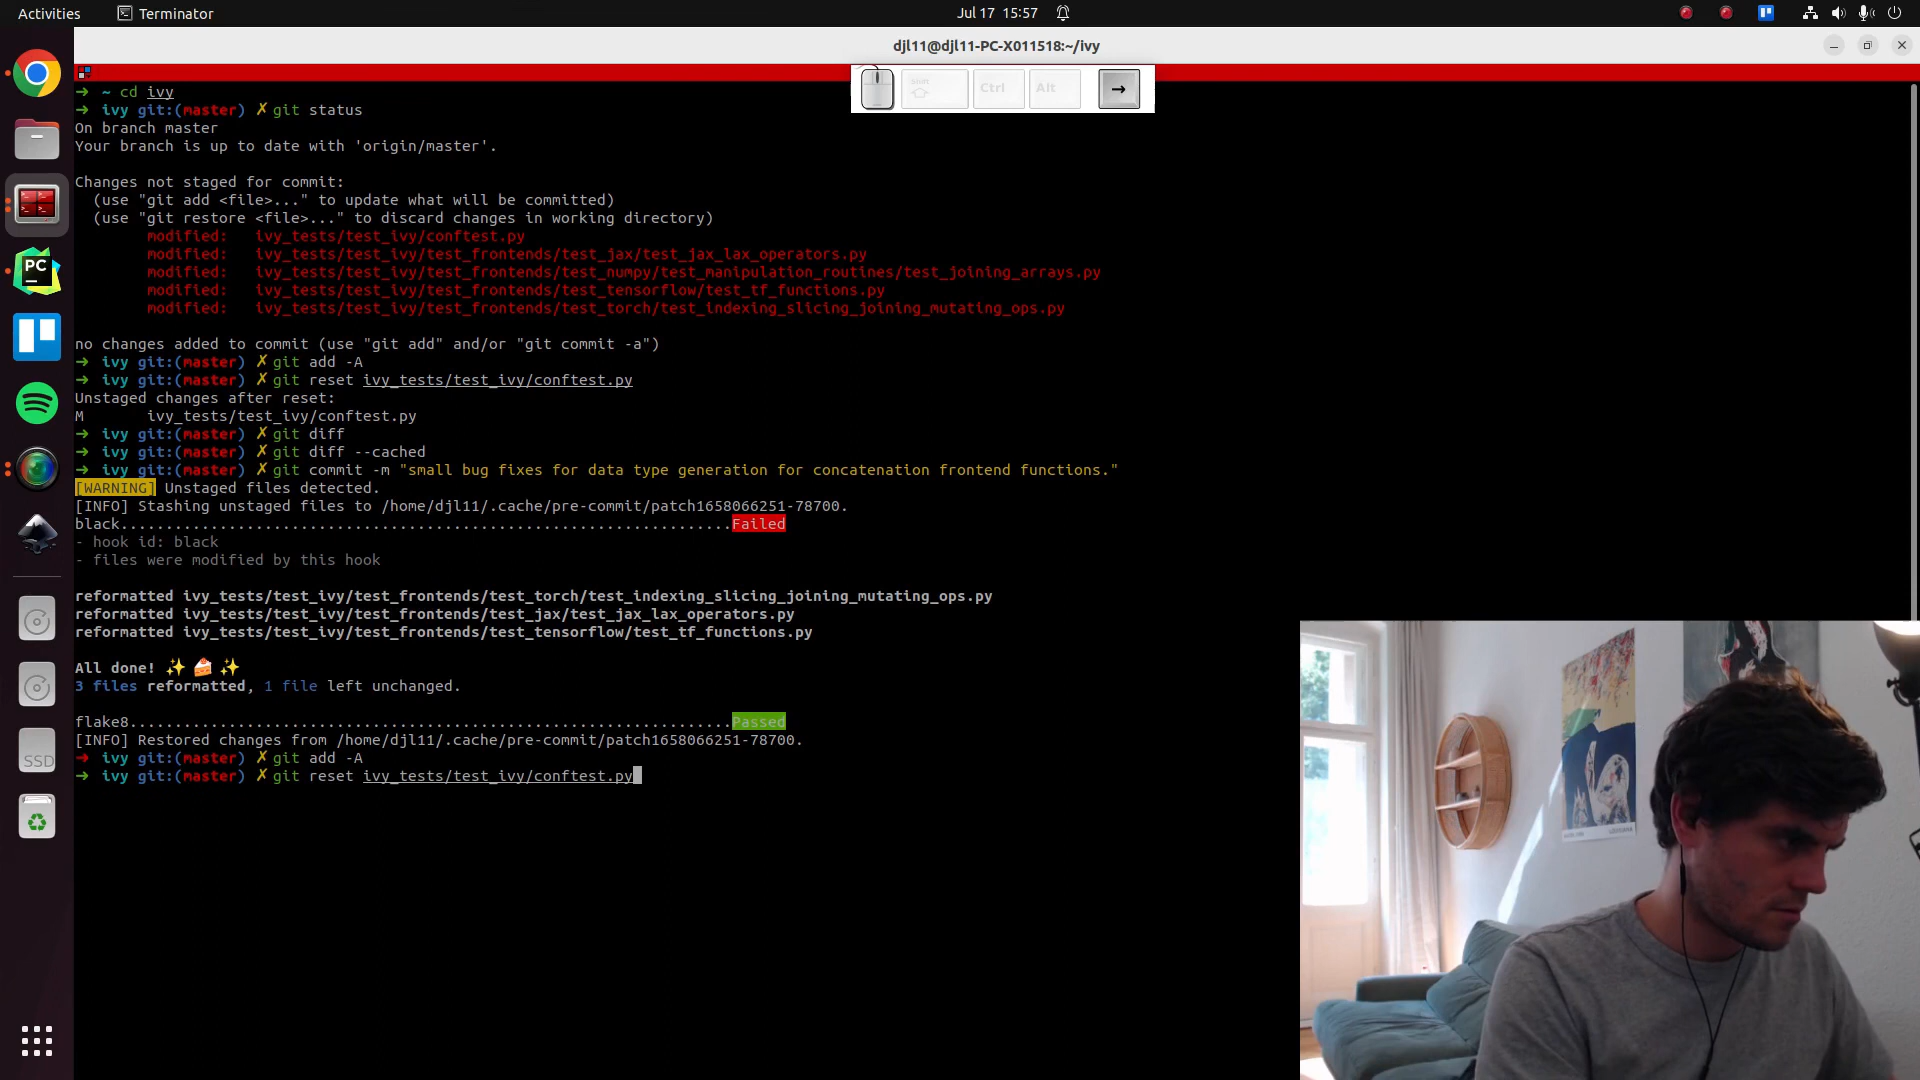 Activities
Terminator
Jul 17 15:57
djl11@djl11-PC-X011518:~/ivy
Shift
Ctrl
Alt
→
→ ~ cd ivy
→ ivy git:(master) ✗ git status
On branch master
Your branch is up to date with 'origin/master'.
Changes not staged for commit:
(use "git add <file>..." to update what will be committed)
(use "git restore <file>..." to discard changes in working directory)
modified: ivy_tests/test_ivy/conftest.py
modified: ivy_tests/test_ivy/test_frontends/test_jax/test_jax_lax_operators.py
modified: ivy_tests/test_ivy/test_frontends/test_numpy/test_manipulation_routines/test_joining_arrays.py
modified: ivy_tests/test_ivy/test_frontends/test_tensorflow/test_tf_functions.py
modified: ivy_tests/test_ivy/test_frontends/test_torch/test_indexing_slicing_joining_mutating_ops.py
no changes added to commit (use "git add" and/or "git commit -a")
→ ivy git:(master) ✗ git add -A
→ ivy git:(master) ✗ git reset ivy_tests/test_ivy/conftest.py
Unstaged changes after reset:
M ivy_tests/test_ivy/conftest.py
→ ivy git:(master) ✗ git diff
→ ivy git:(master) ✗ git diff --cached
→ ivy git:(master) ✗ git commit -m "small bug fixes for data type generation for concatenation frontend functions."
[WARNING] Unstaged files detected.
[INFO] Stashing unstaged files to /home/djl11/.cache/pre-commit/patch1658066251-78700.
black....................................................................Failed
- hook id: black
- files were modified by this hook
reformatted ivy_tests/test_ivy/test_frontends/test_torch/test_indexing_slicing_joining_mutating_ops.py
reformatted ivy_tests/test_ivy/test_frontends/test_jax/test_jax_lax_operators.py
reformatted ivy_tests/test_ivy/test_frontends/test_tensorflow/test_tf_functions.py
All done! ✨ 🍰 ✨
3 files reformatted, 1 file left unchanged.
flake8...................................................................Passed
[INFO] Restored changes from /home/djl11/.cache/pre-commit/patch1658066251-78700.
→ ivy git:(master) ✗ git add -A
→ ivy git:(master) ✗ git reset ivy_tests/test_ivy/conftest.py
PC
SSD